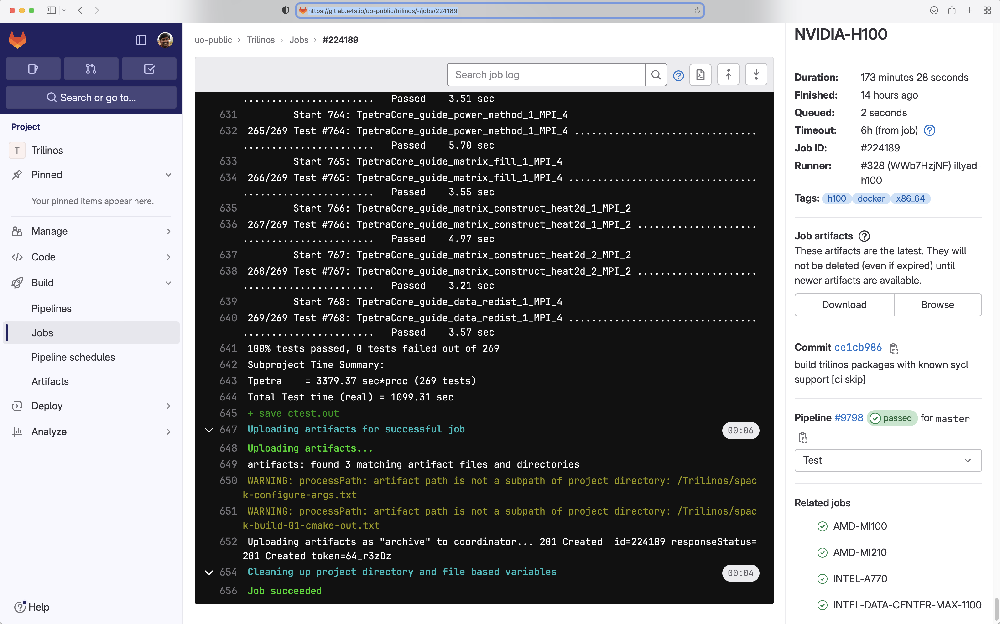 https://gitlab.e4s.io/uo-public/trilinos/-/jobs/224189
Search or go to...
Project
T Trilinos
Pinned
Your pinned items appear here.
Manage
Code
Build
Pipelines
Jobs
Pipeline schedules
Artifacts
Deploy
Analyze
Help
uo-public > Trilinos > Jobs > #224189
Search job log
....................... Passed 3.51 sec
631 Start 764: TpetraCore_guide_power_method_1_MPI_4
632 265/269 Test #764: TpetraCore_guide_power_method_1_MPI_4 ................................
....................... Passed 5.70 sec
633 Start 765: TpetraCore_guide_matrix_fill_1_MPI_4
634 266/269 Test #765: TpetraCore_guide_matrix_fill_1_MPI_4 .................................
....................... Passed 3.55 sec
635 Start 766: TpetraCore_guide_matrix_construct_heat2d_1_MPI_2
636 267/269 Test #766: TpetraCore_guide_matrix_construct_heat2d_1_MPI_2 .....................
....................... Passed 4.97 sec
637 Start 767: TpetraCore_guide_matrix_construct_heat2d_2_MPI_2
638 268/269 Test #767: TpetraCore_guide_matrix_construct_heat2d_2_MPI_2 .....................
....................... Passed 3.21 sec
639 Start 768: TpetraCore_guide_data_redist_1_MPI_4
640 269/269 Test #768: TpetraCore_guide_data_redist_1_MPI_4 .................................
....................... Passed 3.57 sec
641 100% tests passed, 0 tests failed out of 269
642 Subproject Time Summary:
643 Tpetra = 3379.37 sec*proc (269 tests)
644 Total Test time (real) = 1099.31 sec
645 + save ctest.out
647 Uploading artifacts for successful job 00:06
648 Uploading artifacts...
649 artifacts: found 3 matching artifact files and directories
650 WARNING: processPath: artifact path is not a subpath of project directory: /Trilinos/spac
k-configure-args.txt
651 WARNING: processPath: artifact path is not a subpath of project directory: /Trilinos/spac
k-build-01-cmake-out.txt
652 Uploading artifacts as "archive" to coordinator... 201 Created id=224189 responseStatus=
201 Created token=64_r3zDz
654 Cleaning up project directory and file based variables 00:04
656 Job succeeded
NVIDIA-H100
Duration: 173 minutes 28 seconds
Finished: 14 hours ago
Queued: 2 seconds
Timeout: 6h (from job)
Job ID: #224189
Runner: #328 (WWb7HzjNF) illyad-
h100
Tags: h100 docker x86_64
Job artifacts
These artifacts are the latest. They will
not be deleted (even if expired) until
newer artifacts are available.
Download Browse
Commit ce1cb986
build trilinos packages with known sycl
support [ci skip]
Pipeline #9798 passed for master
Test
Related jobs
AMD-MI100
AMD-MI210
INTEL-A770
INTEL-DATA-CENTER-MAX-1100